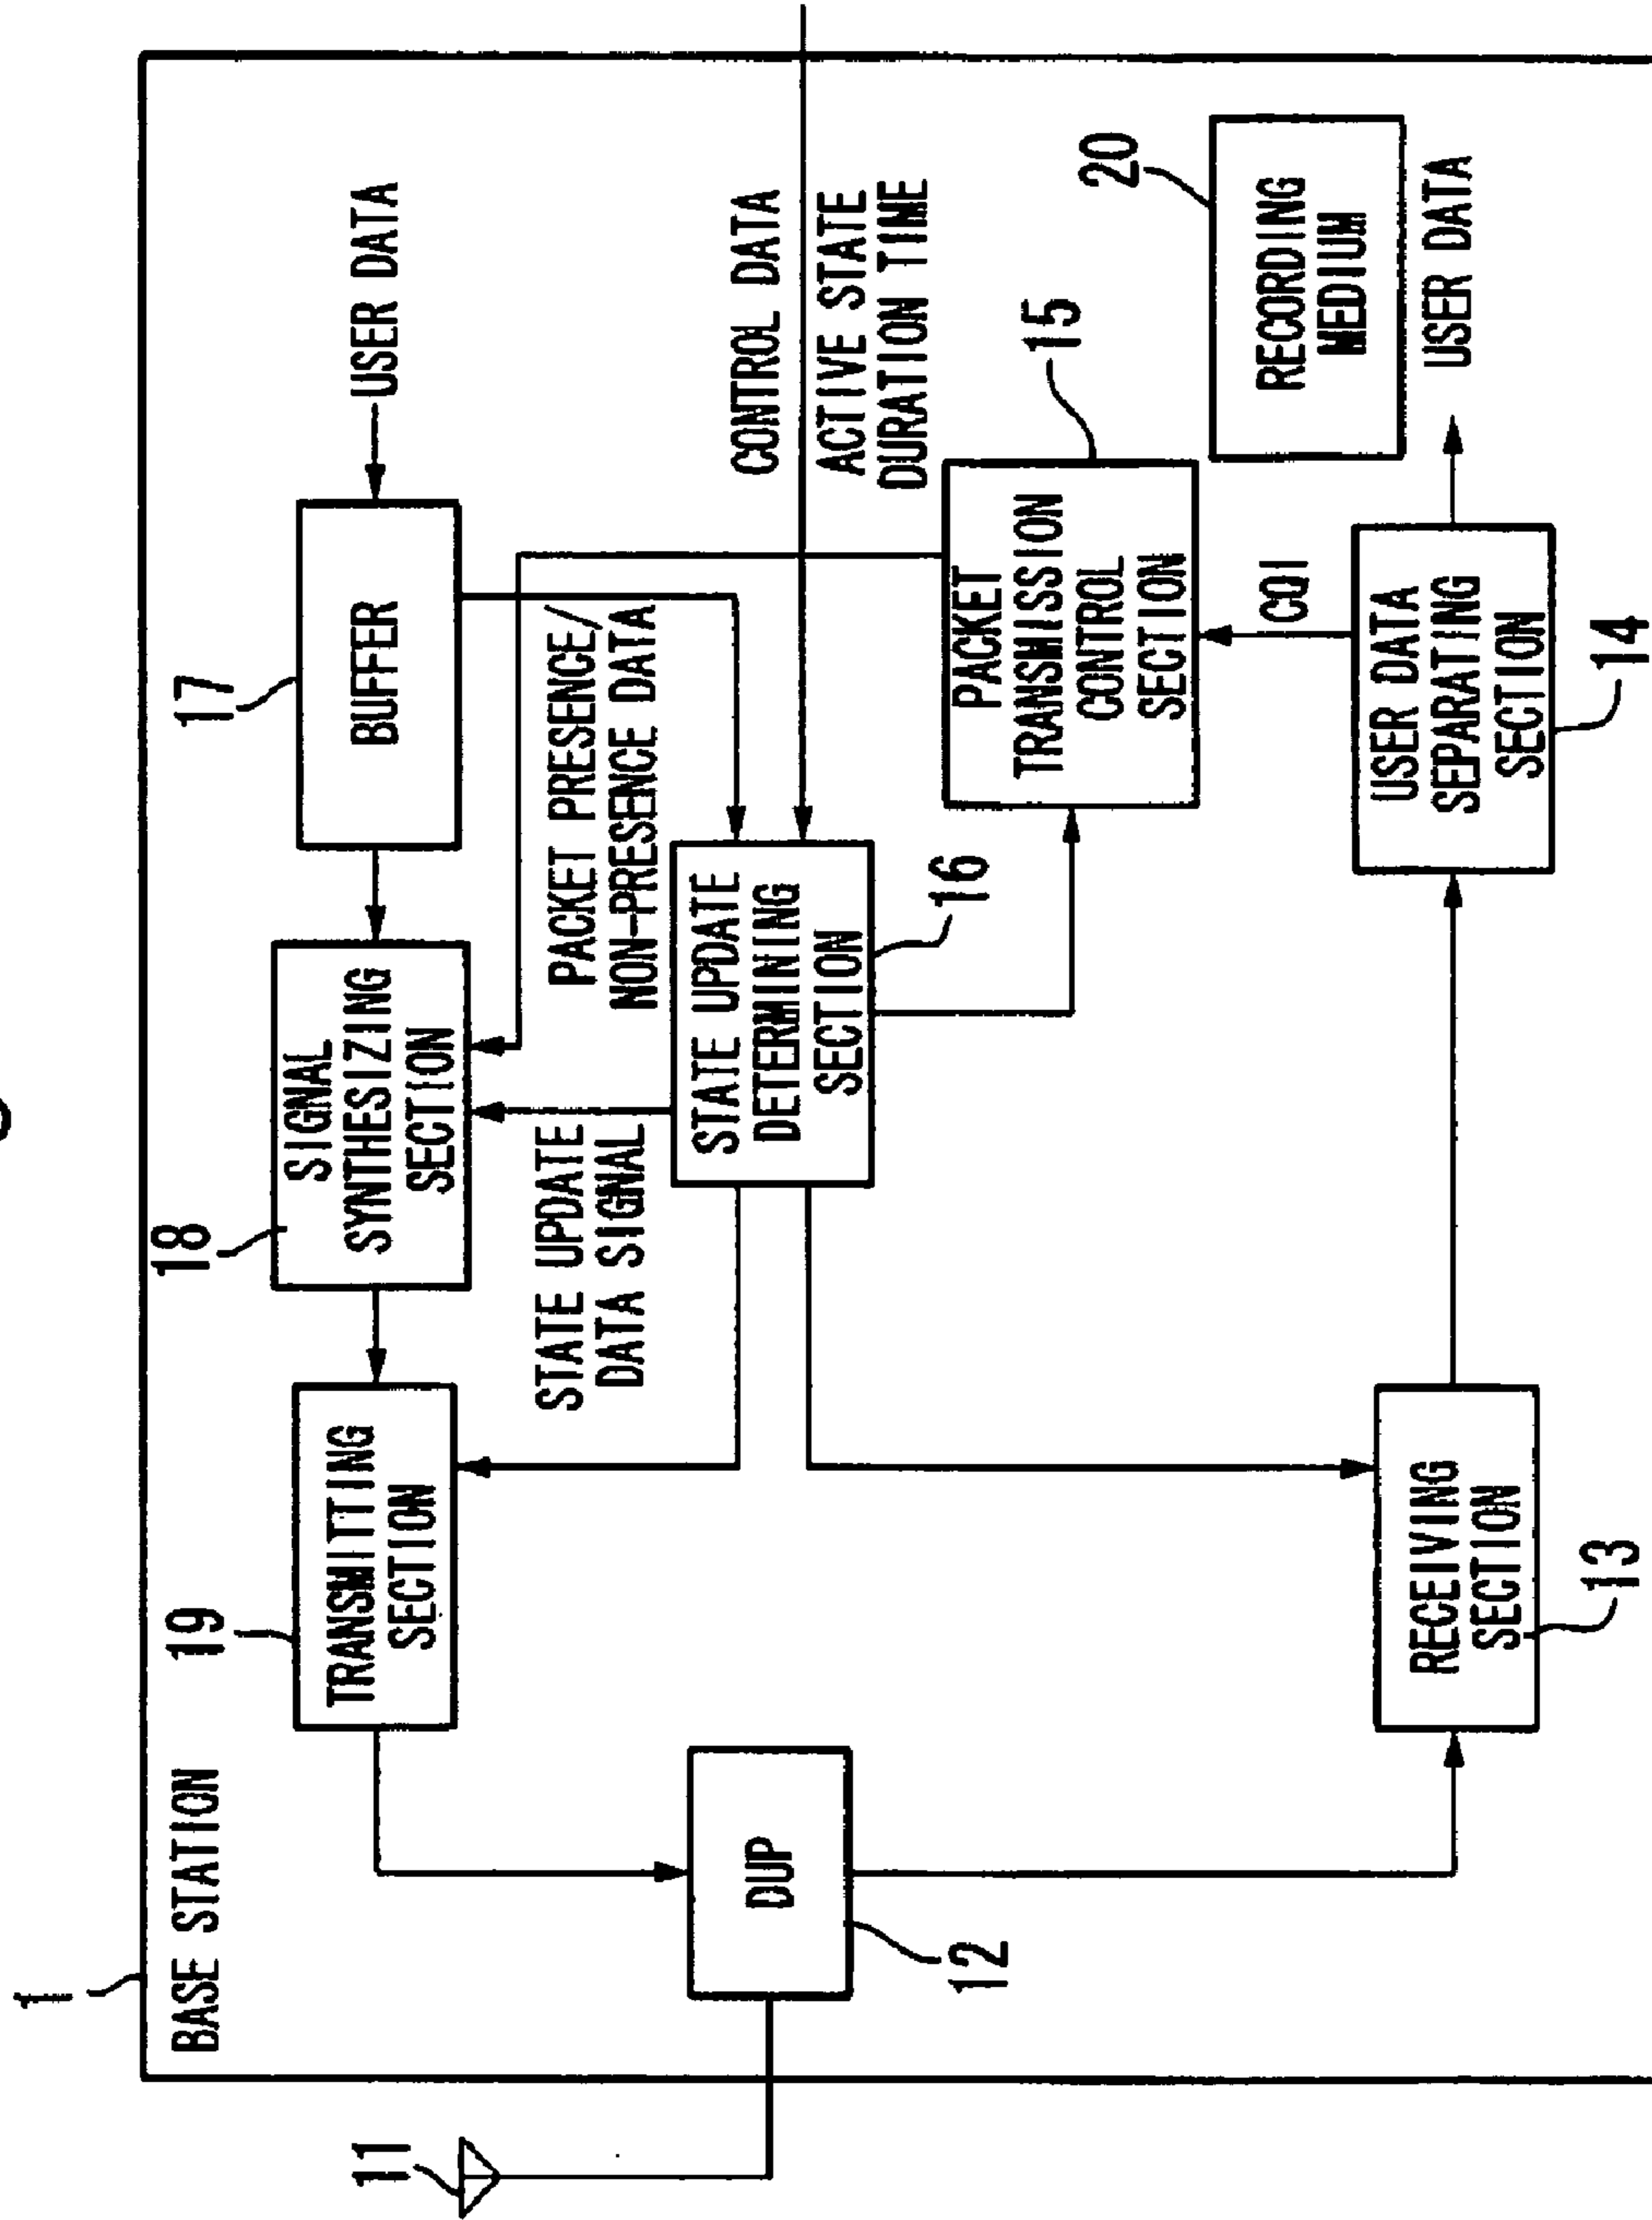 1
BASE STATION
11
DUP
12
19
TRANSMITTING
SECTION
18
SIGNAL
SYNTHESIZING
SECTION
17
BUFFER
USER DATA
STATE UPDATE
DATA SIGNAL
PACKET PRESENCE/
NON-PRESENCE DATA
STATE UPDATE
DETERMINING
SECTION
16
CONTROL DATA
ACTIVE STATE
DURATION TIME
15
PACKET
TRANSMISSION
CONTROL
SECTION
20
RECORDING
MEDIUM
RECEIVING
SECTION
13
USER DATA
SEPARATING
SECTION
14
CQI
USER DATA